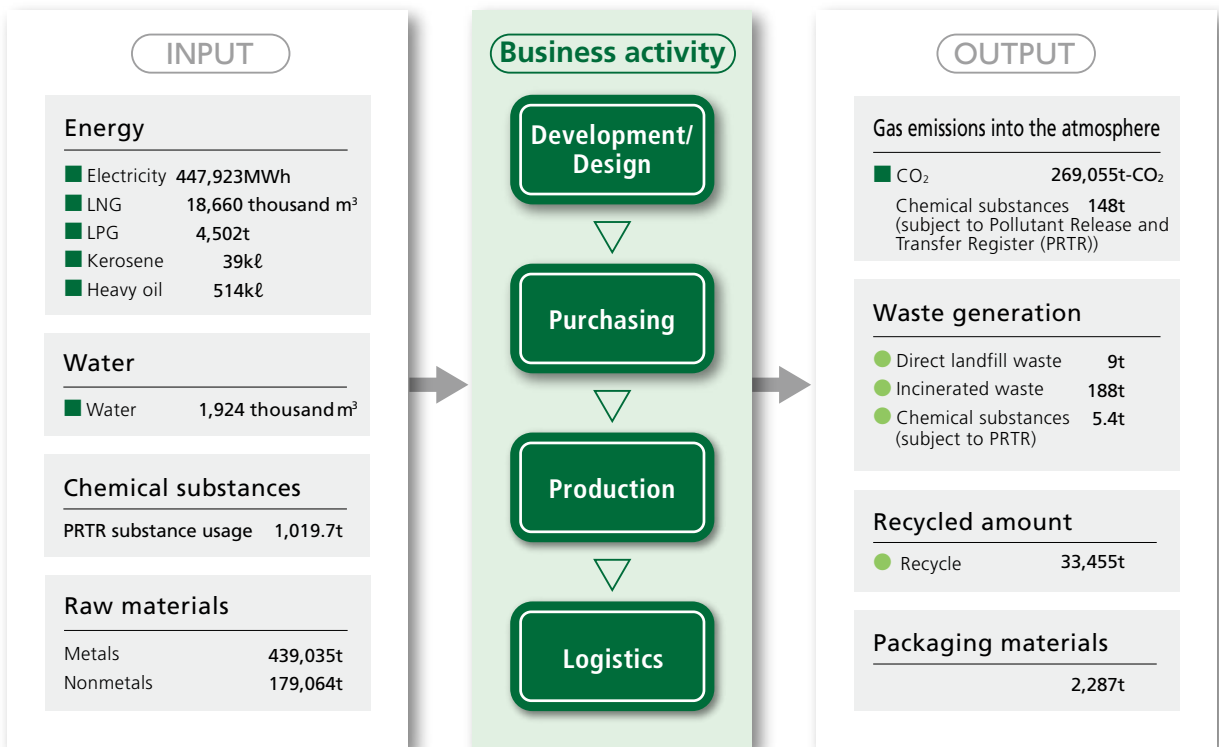 INPUT
Energy
Electricity 447,923MWh
LNG 18,660 thousand m³
LPG 4,502t
Kerosene 39kℓ
Heavy oil 514kℓ
Water
Water 1,924 thousand m³
Chemical substances
PRTR substance usage 1,019.7t
Raw materials
Metals 439,035t
Nonmetals 179,064t
Business activity
Development/
Design
Purchasing
Production
Logistics
OUTPUT
Gas emissions into the atmosphere
CO₂ 269,055t-CO₂
Chemical substances 148t
(subject to Pollutant Release and
Transfer Register (PRTR))
Waste generation
Direct landfill waste 9t
Incinerated waste 188t
Chemical substances 5.4t
(subject to PRTR)
Recycled amount
Recycle 33,455t
Packaging materials
2,287t